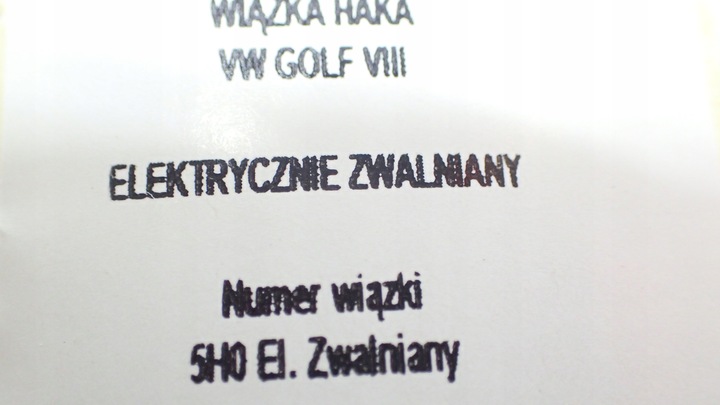 WIĄZKA HAKA
VW GOLF VIII
ELEKTRYCZNIE ZWALNIANY
Numer wiązki
5H0 El. Zwalniany